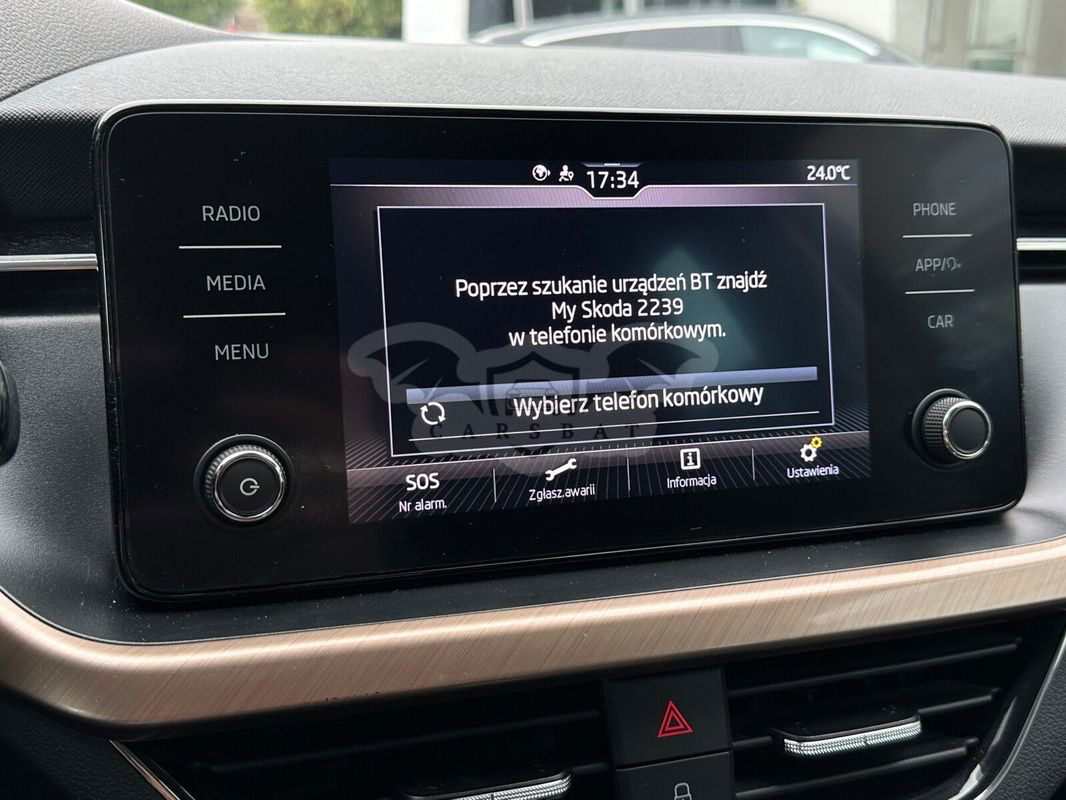 17:34
24.0°C
RADIO
MEDIA
MENU
Poprzez szukanie urządzeń BT znajdź
My Skoda 2239
w telefonie komórkowym.
Wybierz telefon komórkowy
CARSBAT
SOS
Nr alarm.
Zgłasz.awarii
Informacja
Ustawienia
PHONE
APP/
CAR